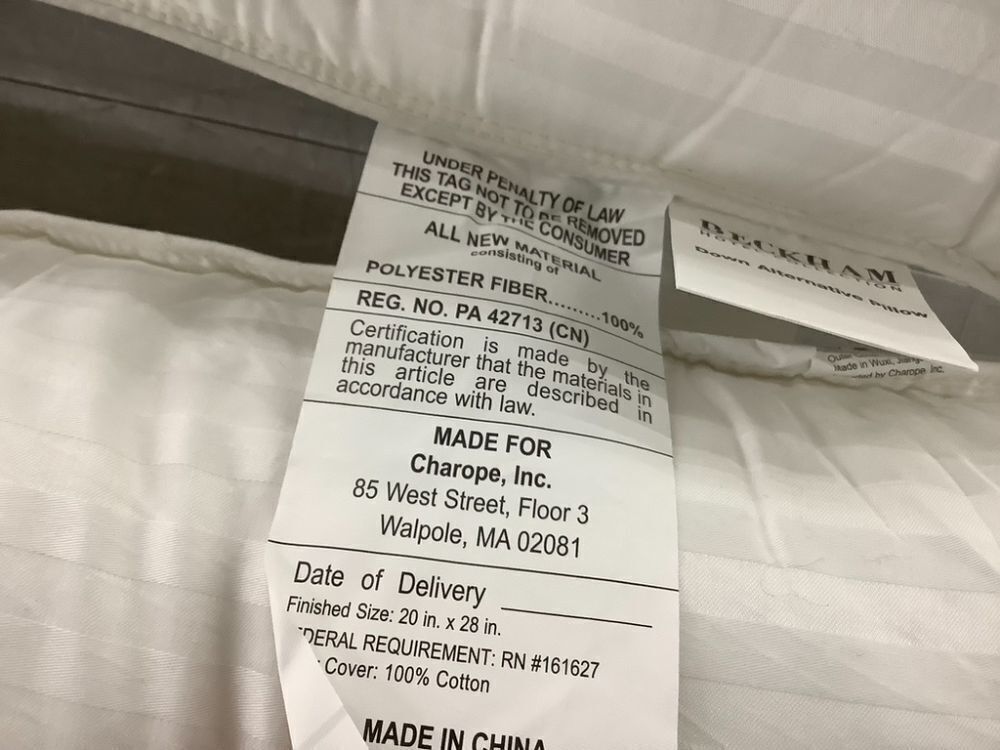 UNDER PENALTY OF LAW
THIS TAG NOT TO BE REMOVED
EXCEPT BY THE CONSUMER
ALL NEW MATERIAL
consisting of
POLYESTER FIBER.........100%
REG. NO. PA 42713 (CN)
Certification is made by the
manufacturer that the materials in
this article are described in
accordance with law.
MADE FOR
Charope, Inc.
85 West Street, Floor 3
Walpole, MA 02081
Date of Delivery
Finished Size: 20 in. x 28 in.
DERAL REQUIREMENT: RN #161627
Cover: 100% Cotton
MADE IN CHINA
BECKHAM
HOTEL COLLECTION
Down Alternative Pillow
Made in Wuxi,
by Charope, Inc.